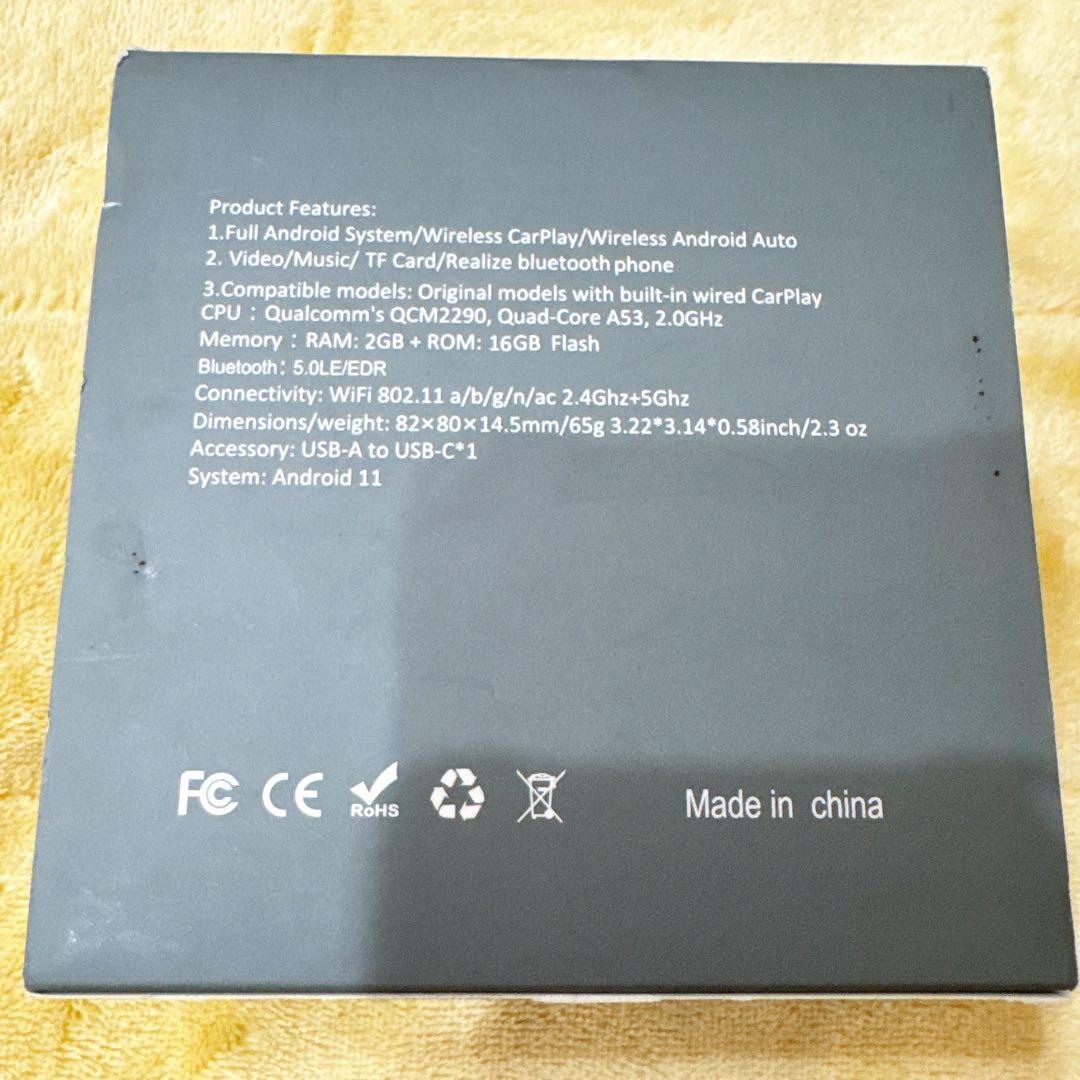 Product Features:
1.Full Android System/Wireless CarPlay/Wireless Android Auto
2. Video/Music/ TF Card/Realize bluetooth phone
3.Compatible models: Original models with built-in wired CarPlay
CPU：Qualcomm's QCM2290, Quad-Core A53, 2.0GHz
Memory：RAM: 2GB + ROM: 16GB Flash
Bluetooth：5.0LE/EDR
Connectivity: WiFi 802.11 a/b/g/n/ac 2.4Ghz+5Ghz
Dimensions/weight: 82×80×14.5mm/65g 3.22*3.14*0.58inch/2.3 oz
Accessory: USB-A to USB-C*1
System: Android 11
FC CE RoHS Made in china